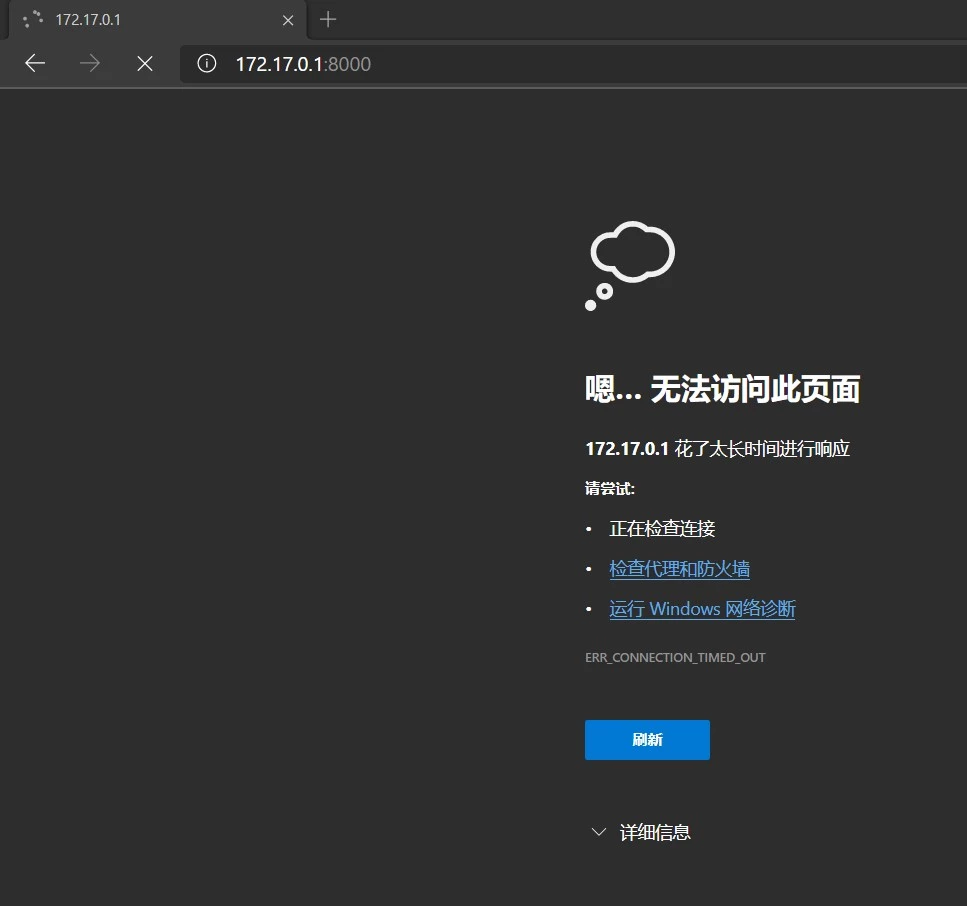 172.17.0.1
172.17.0.1:8000
嗯… 无法访问此页面
172.17.0.1 花了太长时间进行响应
请尝试:
• 正在检查连接
• 检查代理和防火墙
• 运行 Windows 网络诊断
ERR_CONNECTION_TIMED_OUT
刷新
详细信息